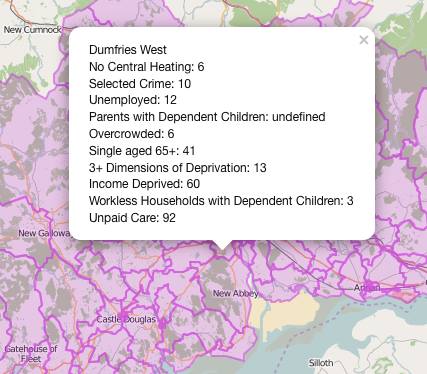 New Cumnock
×
Dumfries West
No Central Heating: 6
Selected Crime: 10
Unemployed: 12
Parents with Dependent Children: undefined
Overcrowded: 6
Single aged 65+: 41
3+ Dimensions of Deprivation: 13
Income Deprived: 60
Workless Households with Dependent Children: 3
Unpaid Care: 92
New Gallowa
New Abbey
Annan
Castle Douglas
Gatehouse of
Fleet
Silloth